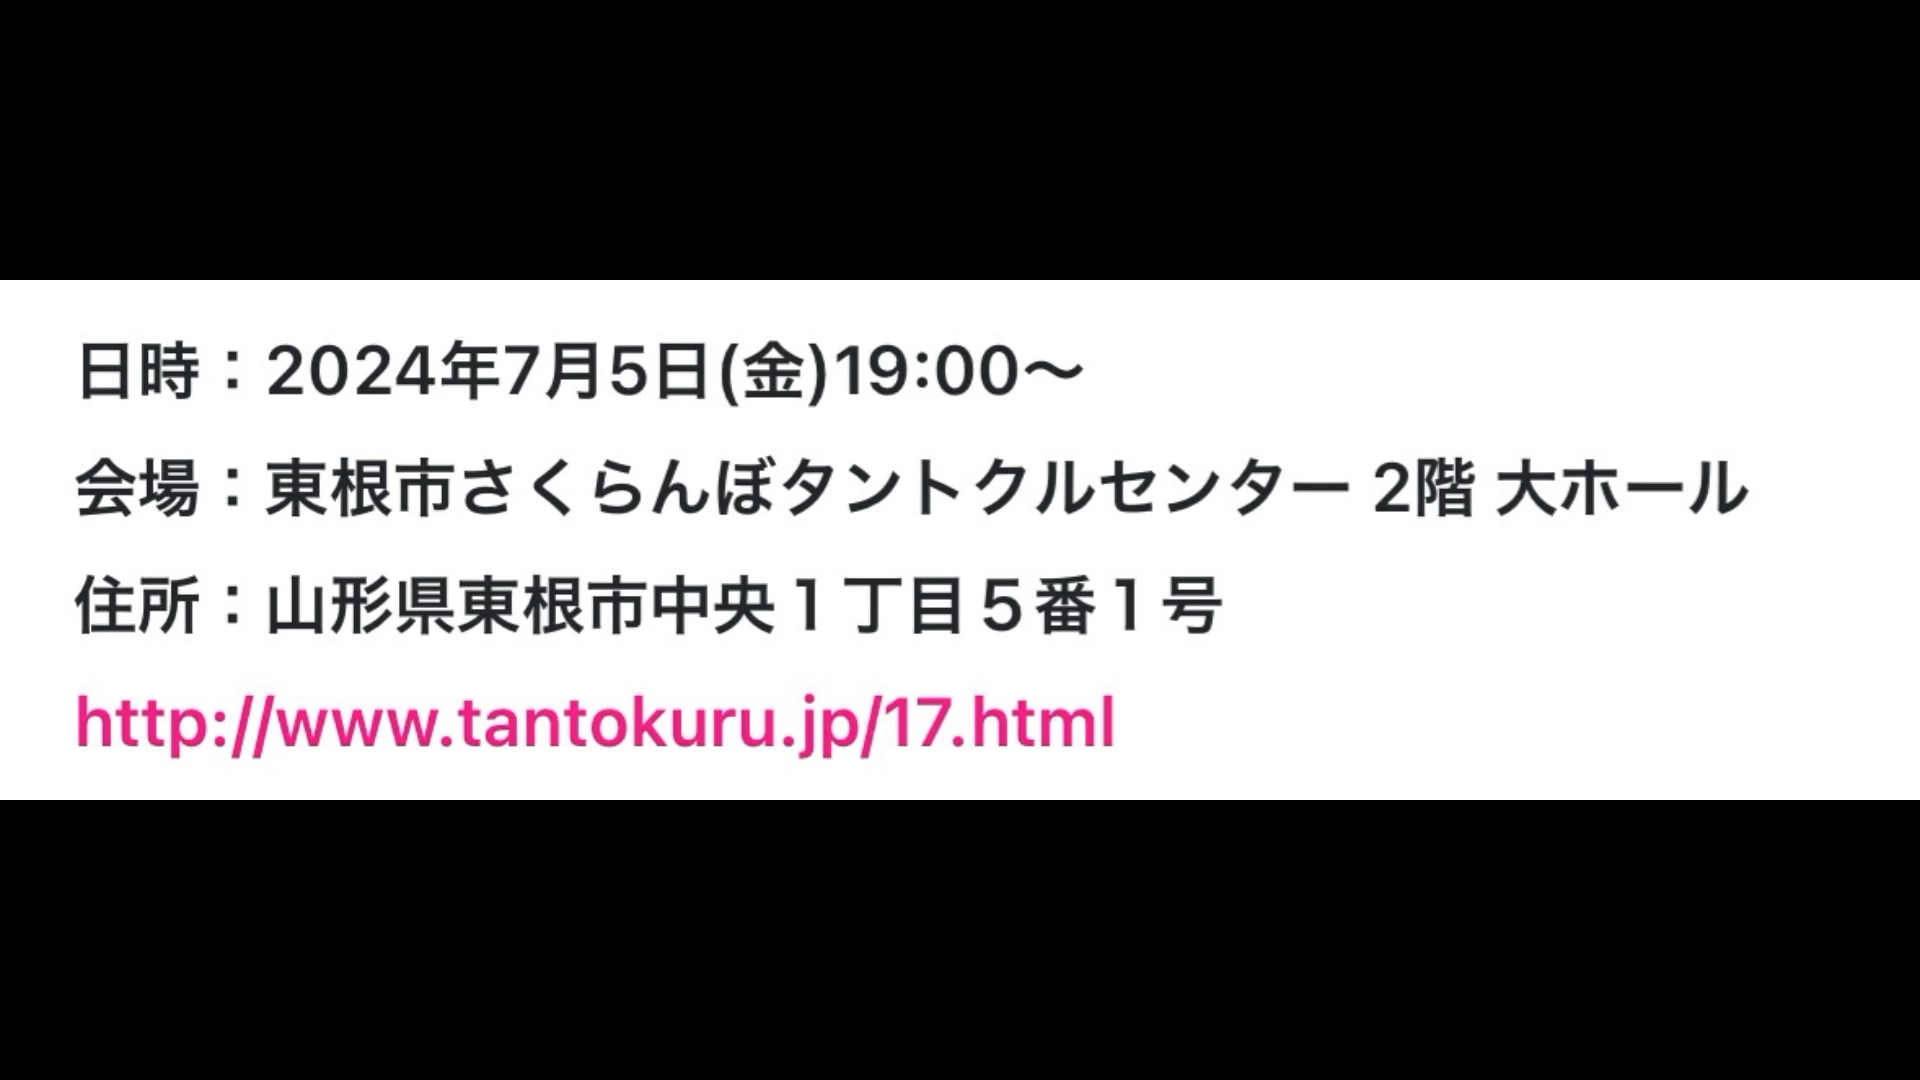 日時：2024年7月5日(金)19:00〜
会場：東根市さくらんぼタントクルセンター 2階 大ホール
住所：山形県東根市中央１丁目５番１号
http://www.tantokuru.jp/17.html